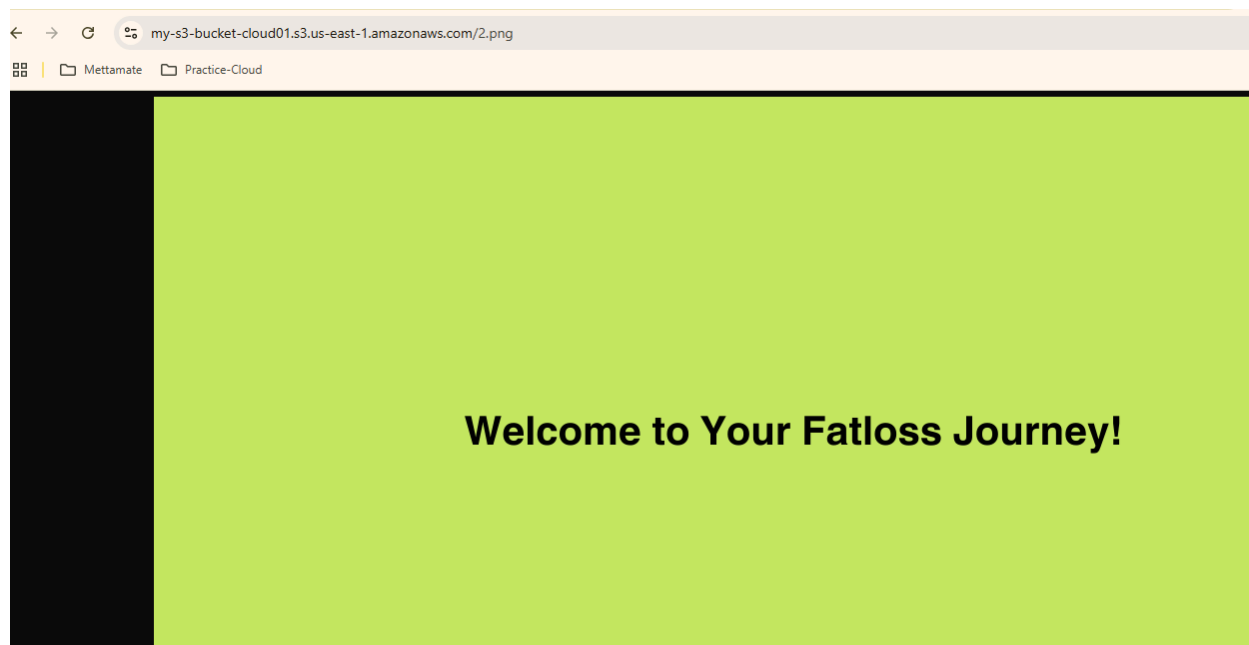 my-s3-bucket-cloud01.s3.us-east-1.amazonaws.com/2.png
Mettamate Practice-Cloud
Welcome to Your Fatloss Journey!